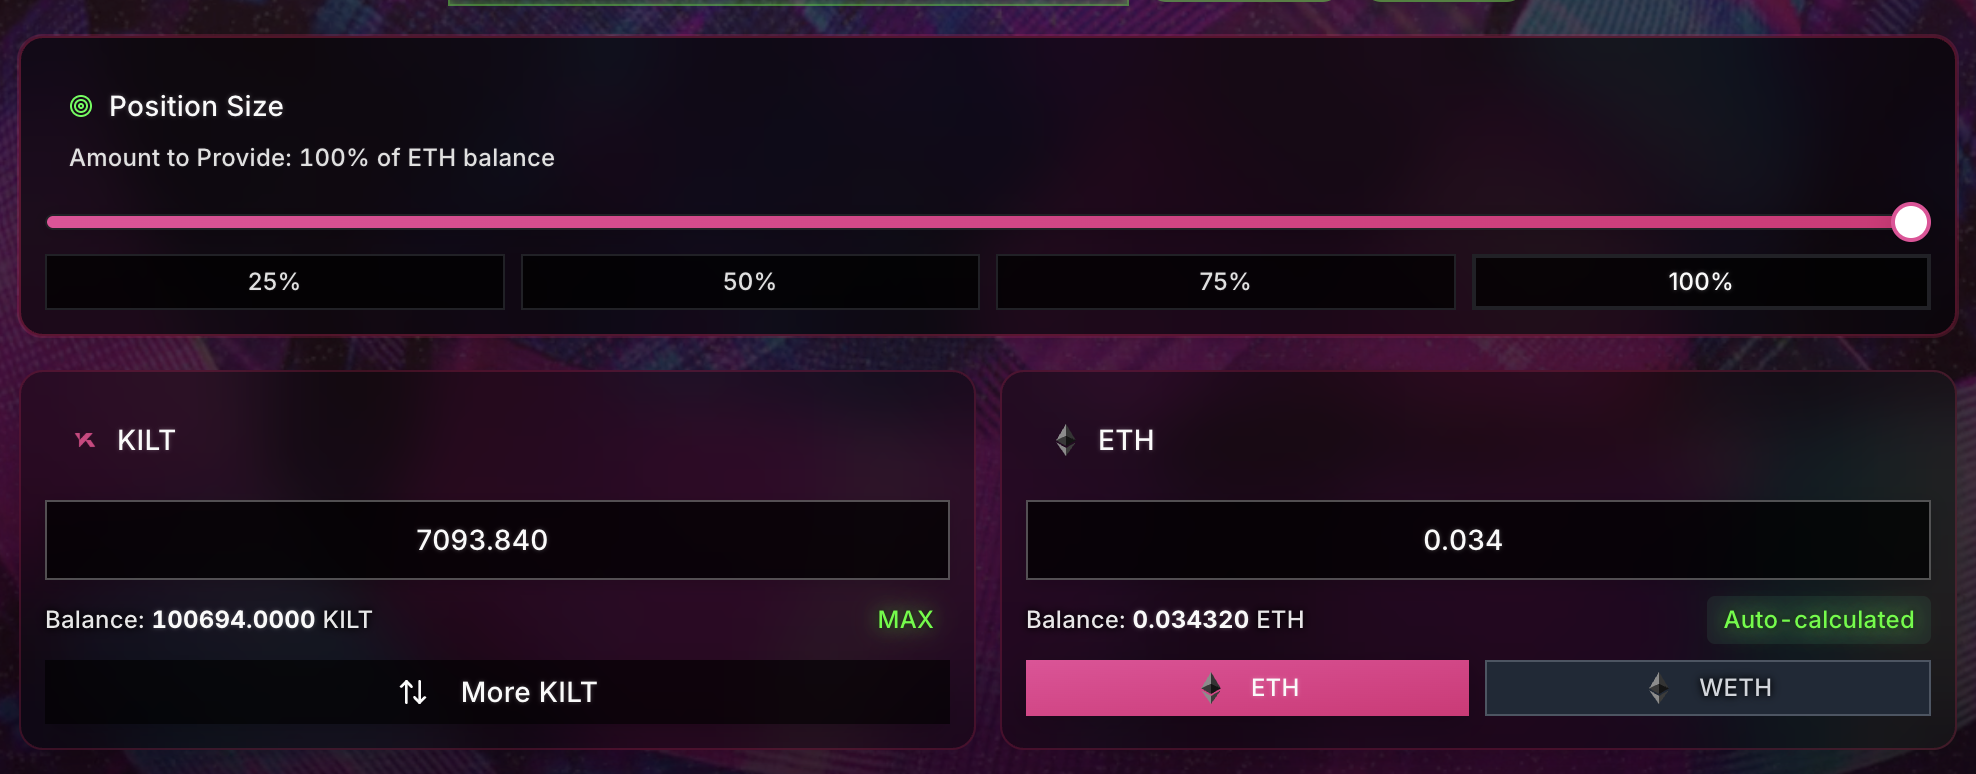 Position Size
Amount to Provide: 100% of ETH balance
25% 50% 75% 100%
KILT
7093.840
Balance: 100694.0000 KILT MAX
More KILT
ETH
0.034
Balance: 0.034320 ETH Auto-calculated
ETH WETH